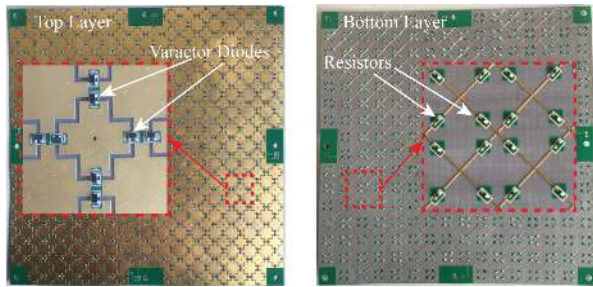 Top Layer
Varactor Diodes
Bottom Layer
Resistors